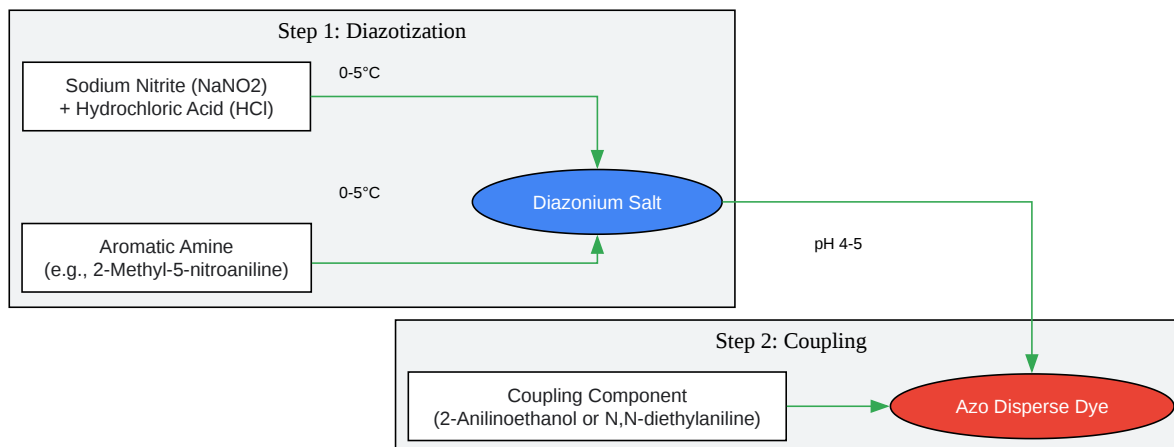 Step 1: Diazotization
Sodium Nitrite (NaNO2)
+ Hydrochloric Acid (HCl)
0-5°C
0-5°C
Diazonium Salt
Aromatic Amine
(e.g., 2-Methyl-5-nitroaniline)
pH 4-5
Step 2: Coupling
Coupling Component
(2-Anilinoethanol or N,N-diethylaniline)
Azo Disperse Dye